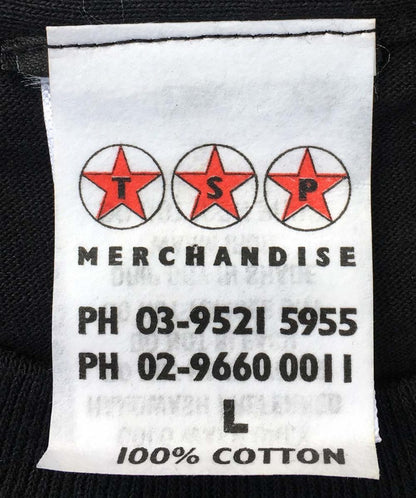 T S P
MERCHANDISE
PH 03-9521 5955
PH 02-9660 0011
L
100% COTTON